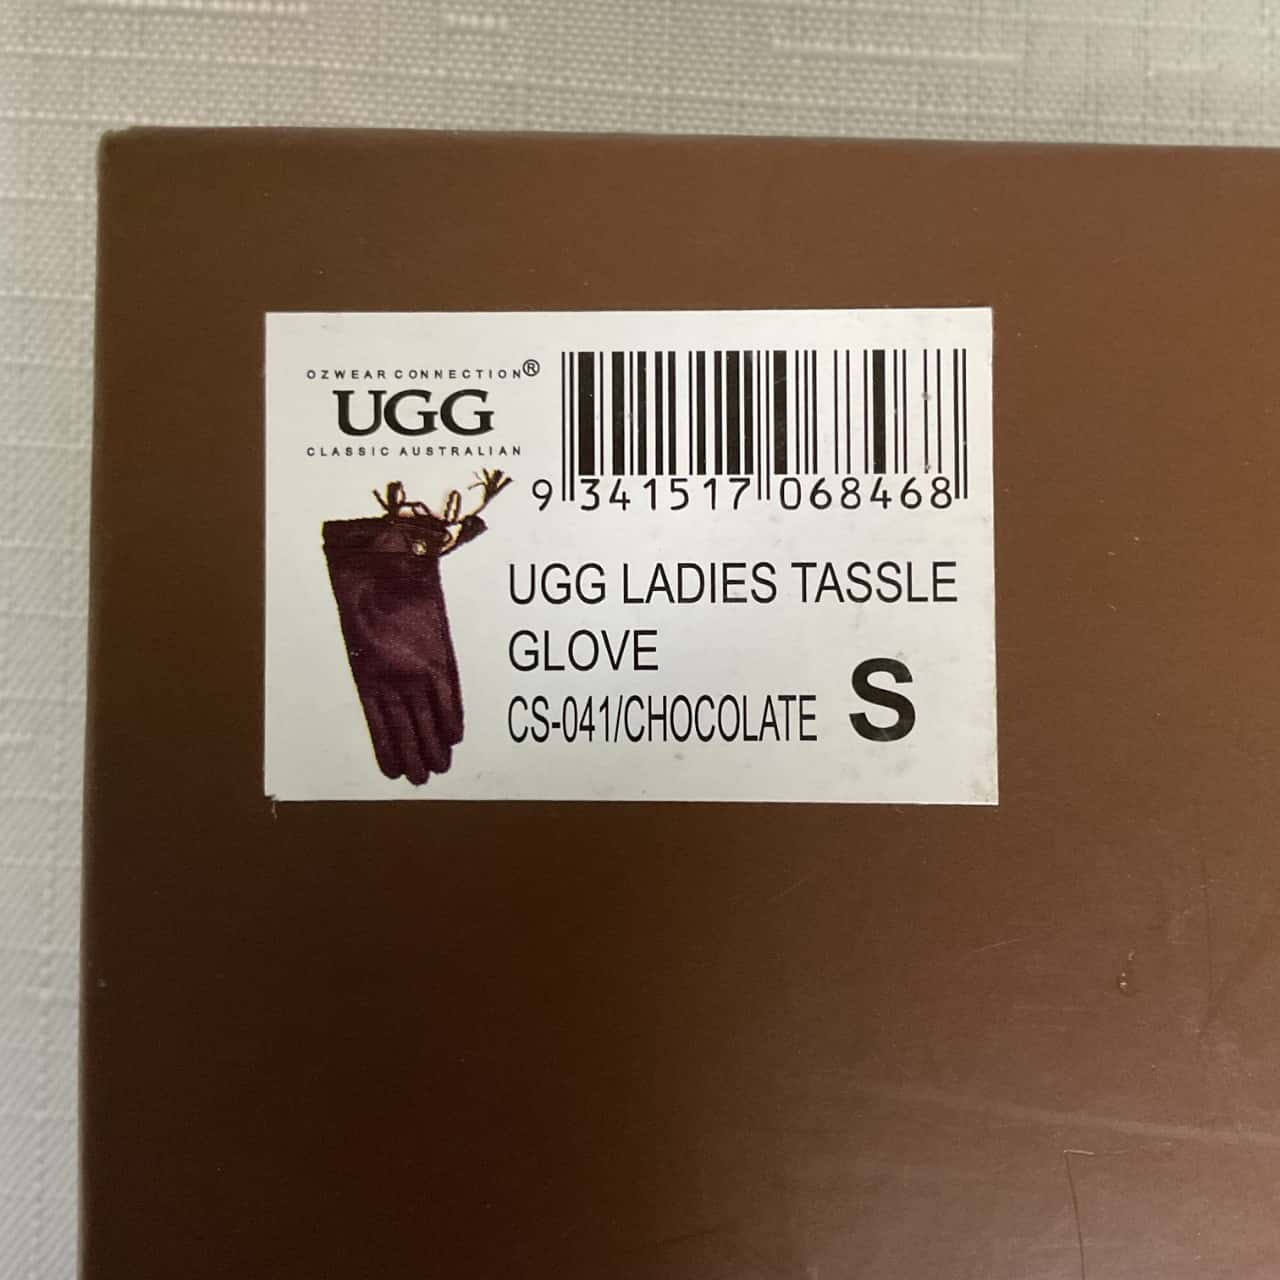 OZWEAR CONNECTION®
UGG
CLASSIC AUSTRALIAN
9 341517 068468
UGG LADIES TASSLE
GLOVE
CS-041/CHOCOLATE S